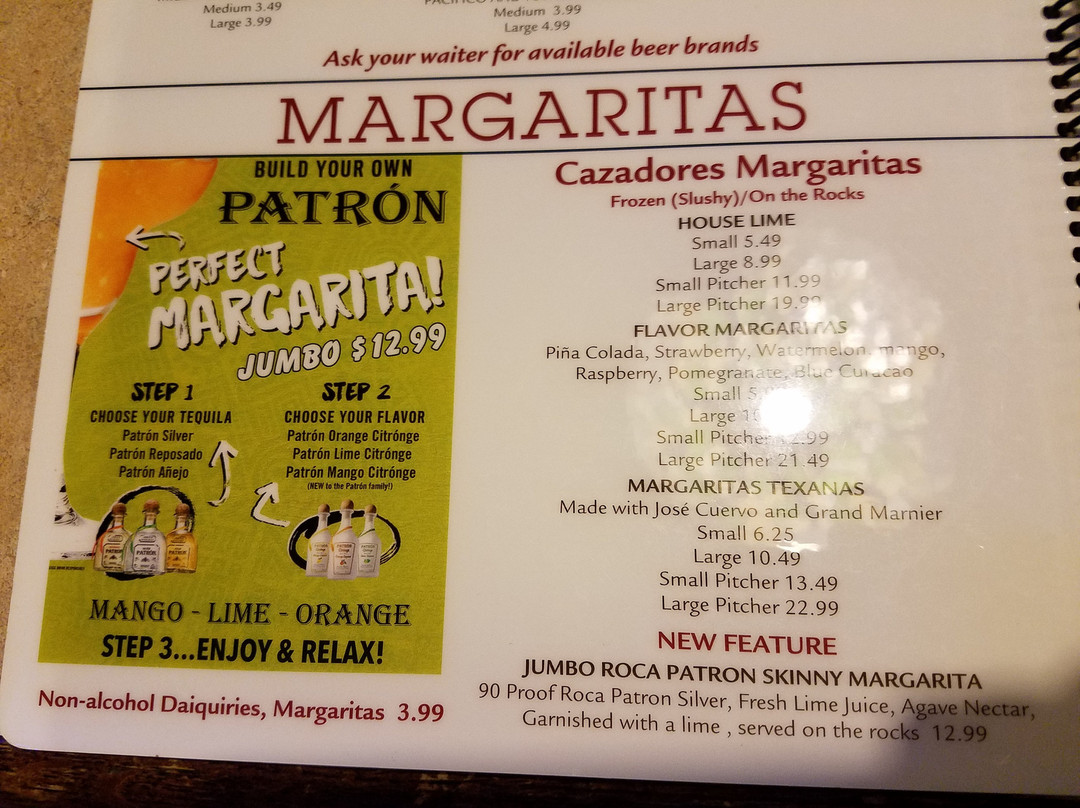 Medium 3.49
Large 3.99
Medium 3.99
Large 4.99
Ask your waiter for available beer brands
MARGARITAS
BUILD YOUR OWN
PATRÓN
PERFECT
MARGARITA!
JUMBO $12.99
STEP 1
CHOOSE YOUR TEQUILA
Patrón Silver
Patrón Reposado
Patrón Añejo
STEP 2
CHOOSE YOUR FLAVOR
Patrón Orange Citrónge
Patrón Lime Citrónge
Patrón Mango Citrónge
(NEW to the Patrón family!)
MANGO - LIME - ORANGE
STEP 3...ENJOY & RELAX!
Non-alcohol Daiquiries, Margaritas 3.99
Cazadores Margaritas
Frozen (Slushy)/On the Rocks
HOUSE LIME
Small 5.49
Large 8.99
Small Pitcher 11.99
Large Pitcher 19.99
FLAVOR MARGARITAS
Piña Colada, Strawberry, Watermelon, mango,
Raspberry, Pomegranate, Blue Curacao
Small
Large
Small Pitcher
Large Pitcher 21.49
MARGARITAS TEXANAS
Made with José Cuervo and Grand Marnier
Small 6.25
Large 10.49
Small Pitcher 13.49
Large Pitcher 22.99
NEW FEATURE
JUMBO ROCA PATRON SKINNY MARGARITA
90 Proof Roca Patron Silver, Fresh Lime Juice, Agave Nectar,
Garnished with a lime , served on the rocks 12.99